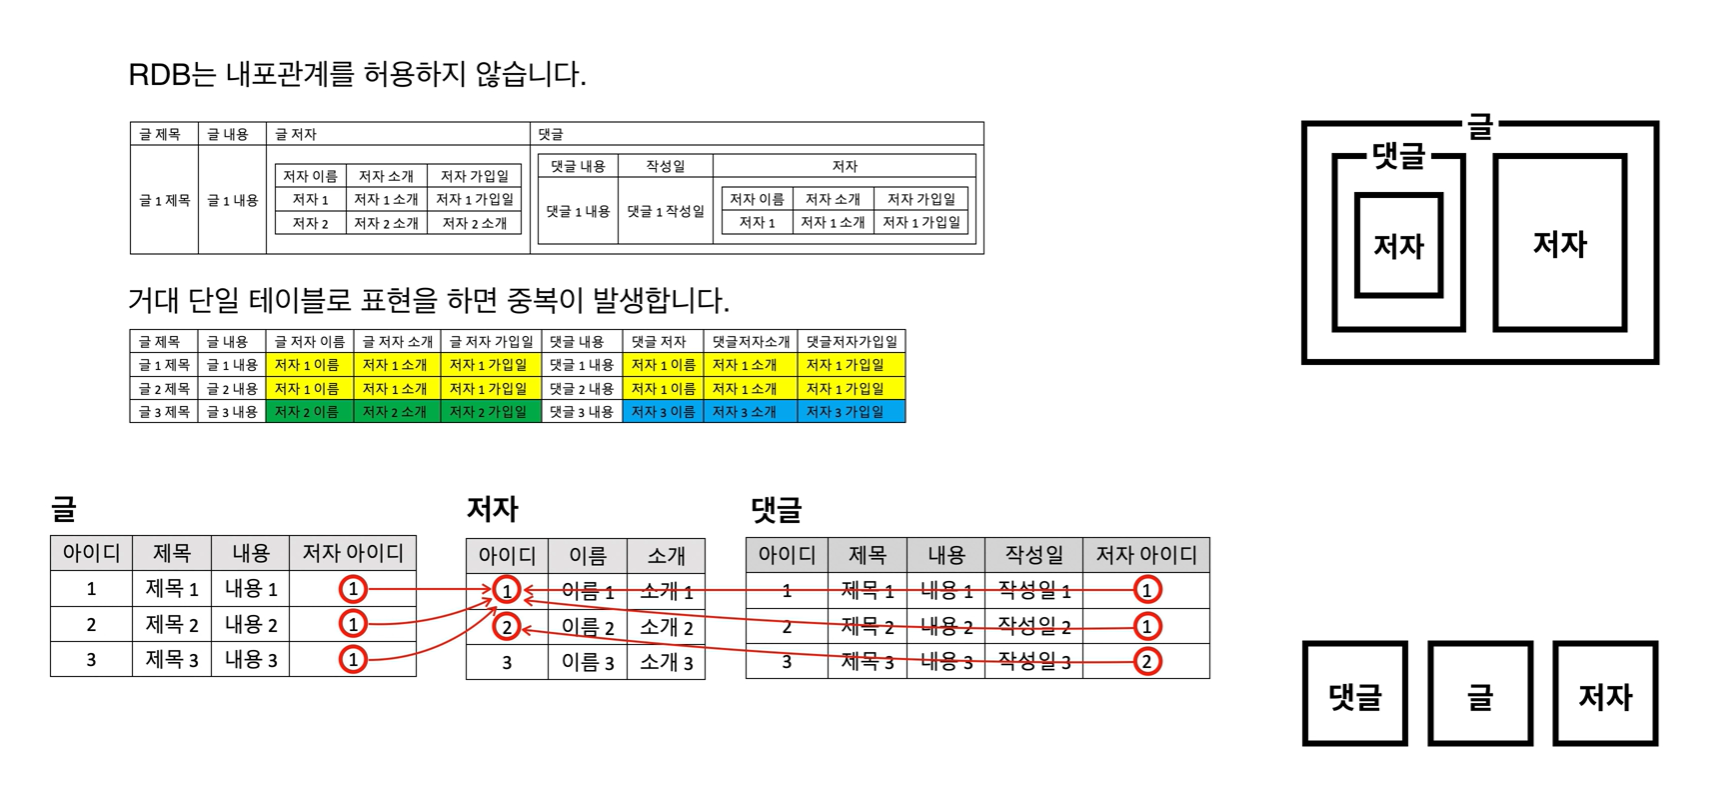 RDB는 내포관계를 허용하지 않습니다.
글 제목 글 내용 글 저자 댓글
글 1 제목 글 1 내용
저자 이름 저자 소개 저자 가입일
저자 1 저자 1 소개 저자 1 가입일
저자 2 저자 2 소개 저자 2 소개
댓글 내용 작성일 저자
댓글 1 내용 댓글 1 작성일
저자 이름 저자 소개 저자 가입일
저자 1 저자 1 소개 저자 1 가입일
글
댓글
저자
저자
거대 단일 테이블로 표현을 하면 중복이 발생합니다.
글 제목 글 내용 글 저자 이름 글 저자 소개 글 저자 가입일 댓글 내용 댓글 저자 댓글저자소개 댓글저자가입일
글 1 제목 글 1 내용 저자 1 이름 저자 1 소개 저자 1 가입일 댓글 1 내용 저자 1 이름 저자 1 소개 저자 1 가입일
글 2 제목 글 2 내용 저자 1 이름 저자 1 소개 저자 1 가입일 댓글 2 내용 저자 1 이름 저자 1 소개 저자 1 가입일
글 3 제목 글 3 내용 저자 2 이름 저자 2 소개 저자 2 가입일 댓글 3 내용 저자 3 이름 저자 3 소개 저자 3 가입일
글
아이디 제목 내용 저자 아이디
1 제목 1 내용 1 1
2 제목 2 내용 2 1
3 제목 3 내용 3 1
저자
아이디 이름 소개
1 이름 1 소개 1
2 이름 2 소개 2
3 이름 3 소개 3
댓글
아이디 제목 내용 작성일 저자 아이디
1 제목 1 내용 1 작성일 1 1
2 제목 2 내용 2 작성일 2 1
3 제목 3 내용 3 작성일 3 2
댓글 글 저자